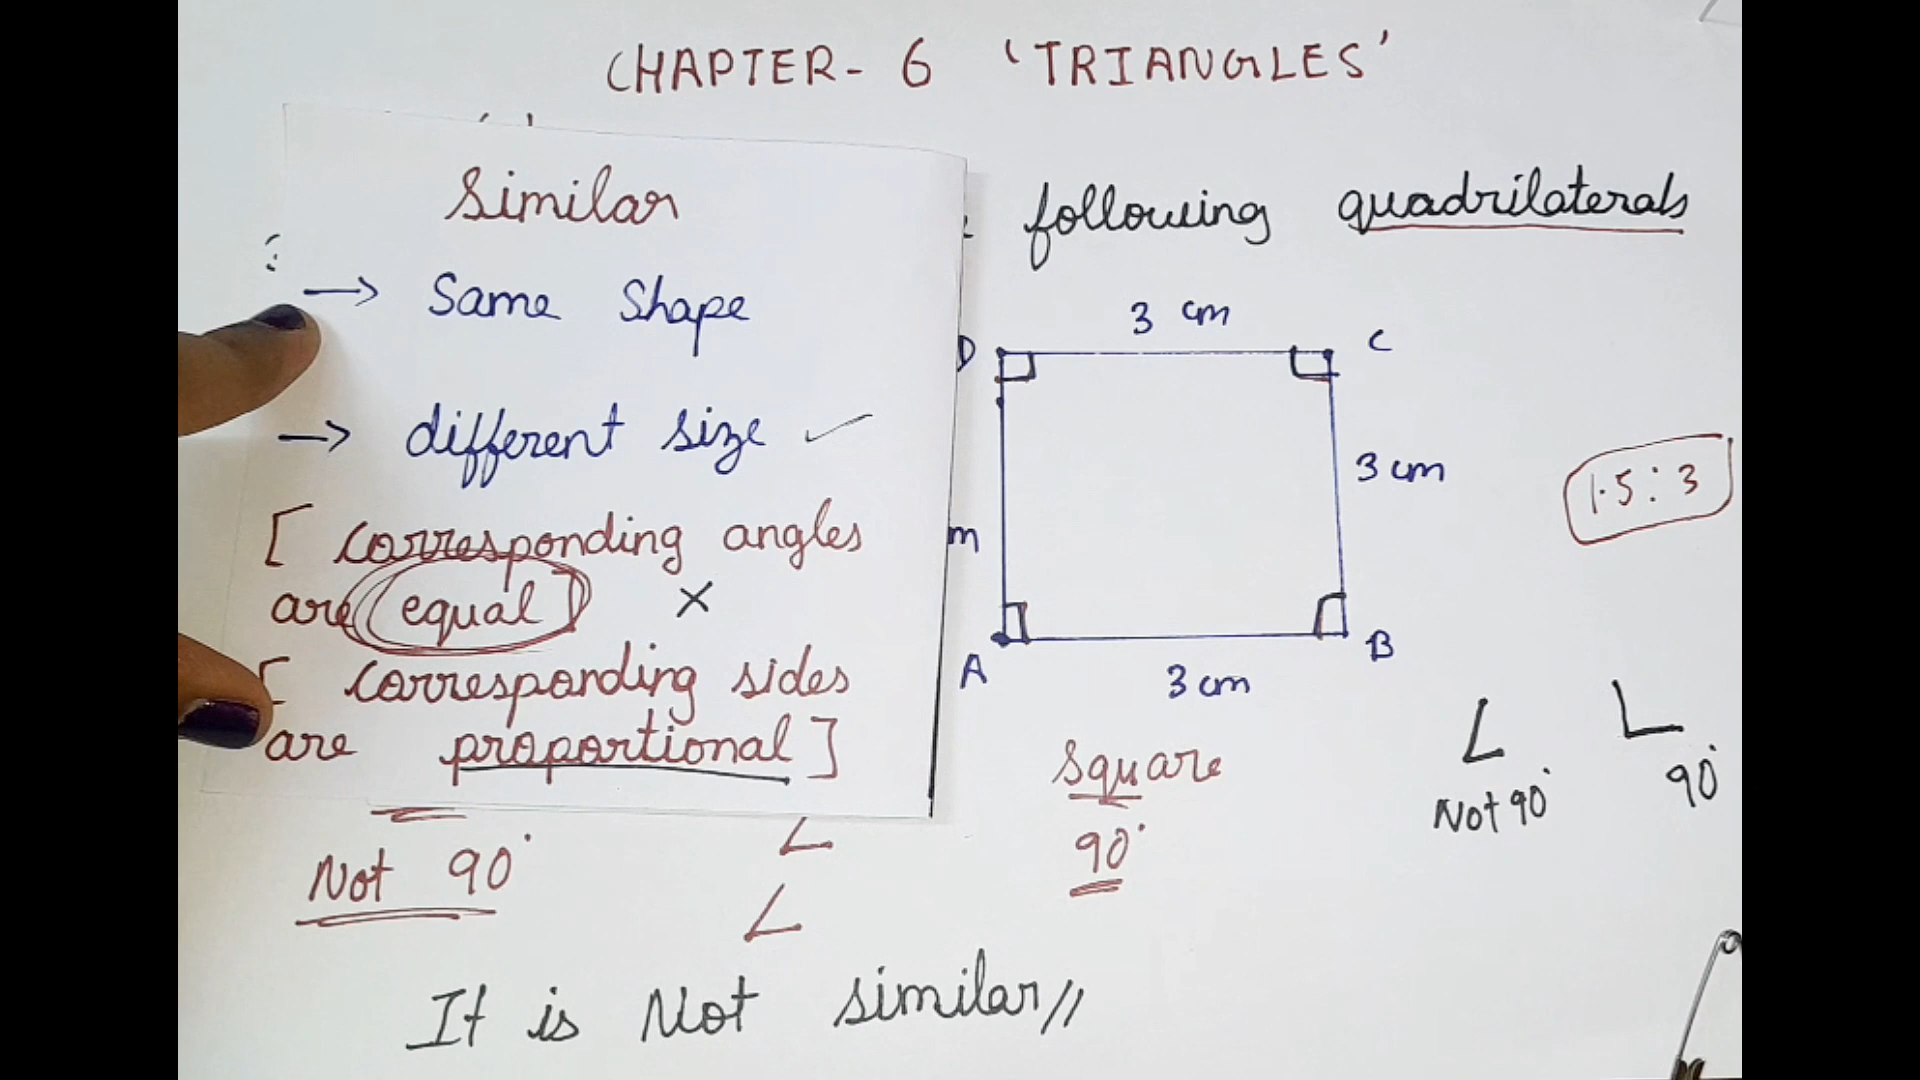 CHAPTER- 6 'TRIANGLES'
Similar
→ Same Shape
→ different size ✓
[ corresponding angles
are equal ] ×
[ corresponding sides
are proportional ]
following quadrilaterals
3 cm
D C
m
3 cm
1.5 : 3
A B
3 cm
square
90°
Not 90°
90°
Not 90°
It is Not similar //